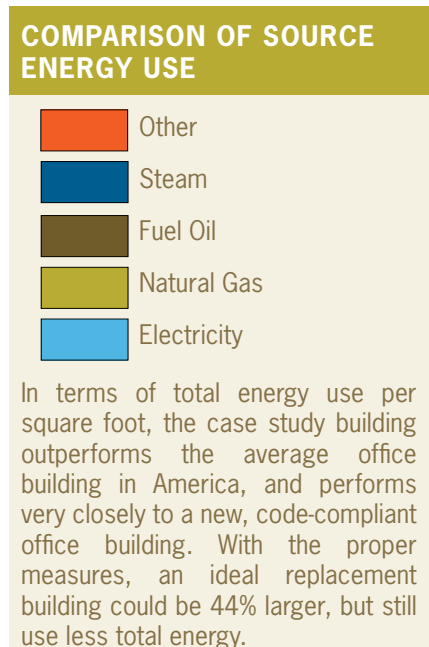 COMPARISON OF SOURCE
ENERGY USE
Other
Steam
Fuel Oil
Natural Gas
Electricity
In terms of total energy use per
square foot, the case study building
outperforms the average office
building in America, and performs
very closely to a new, code-compliant
office building. With the proper
measures, an ideal replacement
building could be 44% larger, but still
use less total energy.